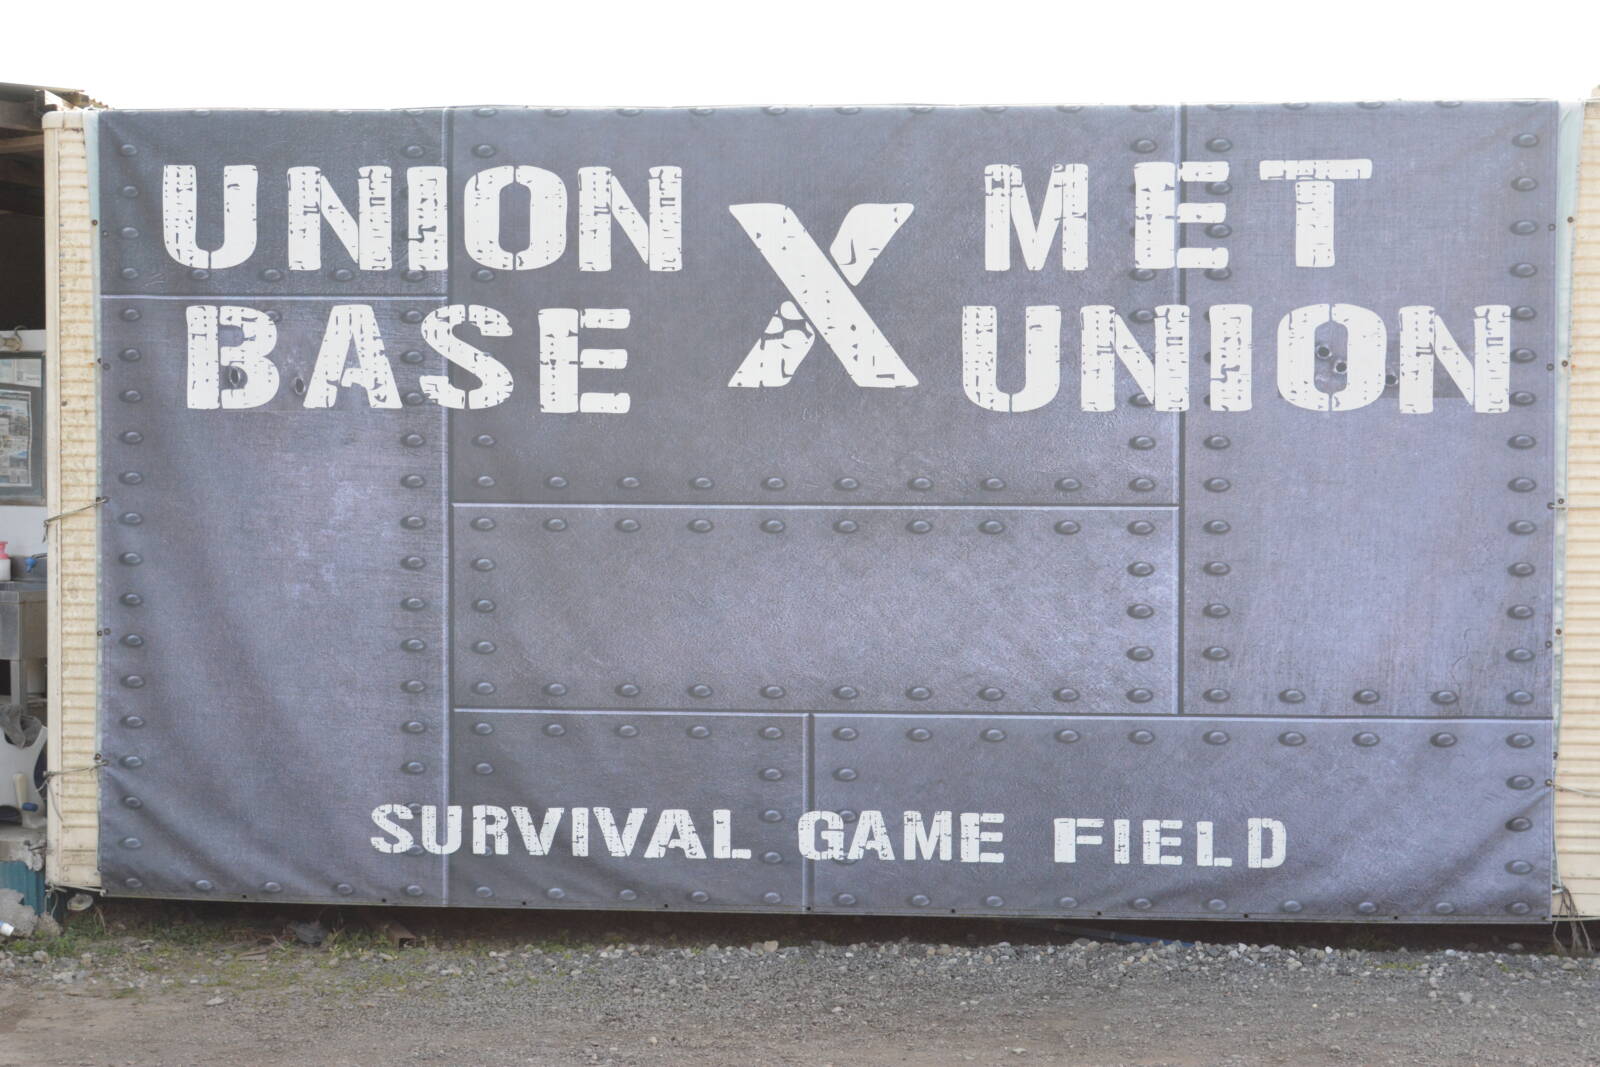 UNION
BASE
X
MET
UNION
SURVIVAL GAME FIELD